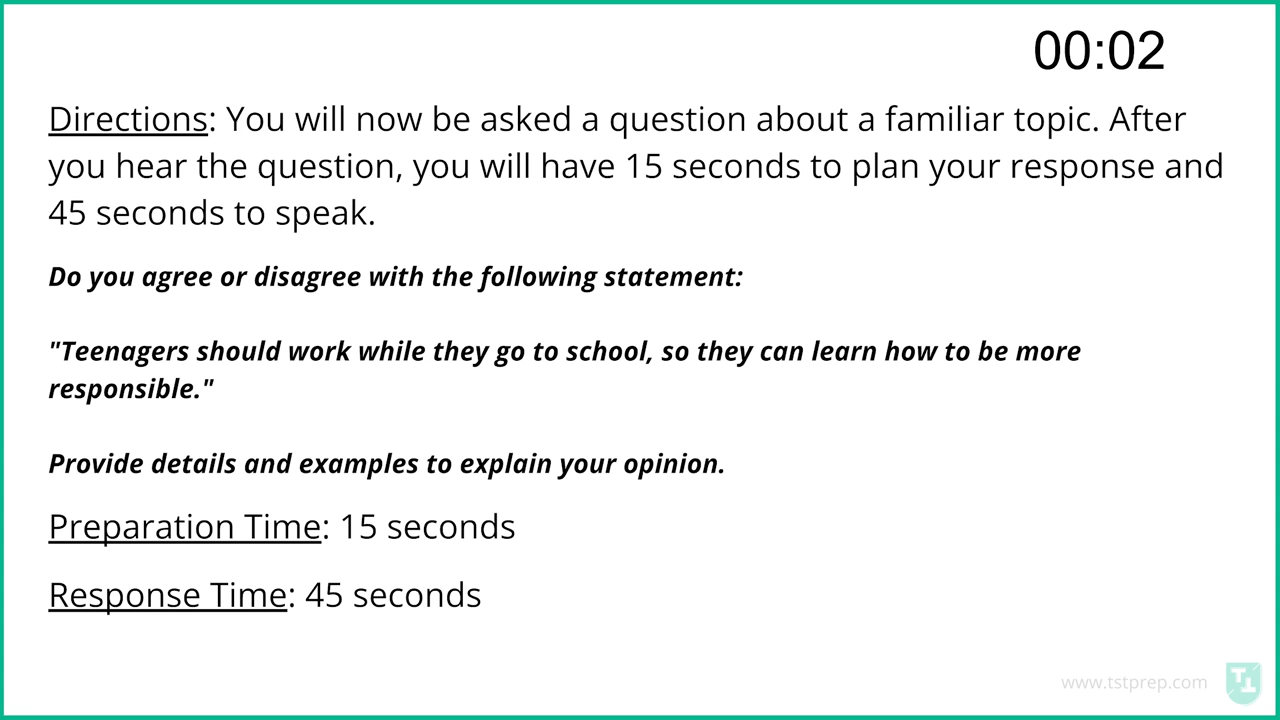 00:02
Directions: You will now be asked a question about a familiar topic. After
you hear the question, you will have 15 seconds to plan your response and
45 seconds to speak.
Do you agree or disagree with the following statement:
"Teenagers should work while they go to school, so they can learn how to be more
responsible."
Provide details and examples to explain your opinion.
Preparation Time: 15 seconds
Response Time: 45 seconds
www.tstprep.com